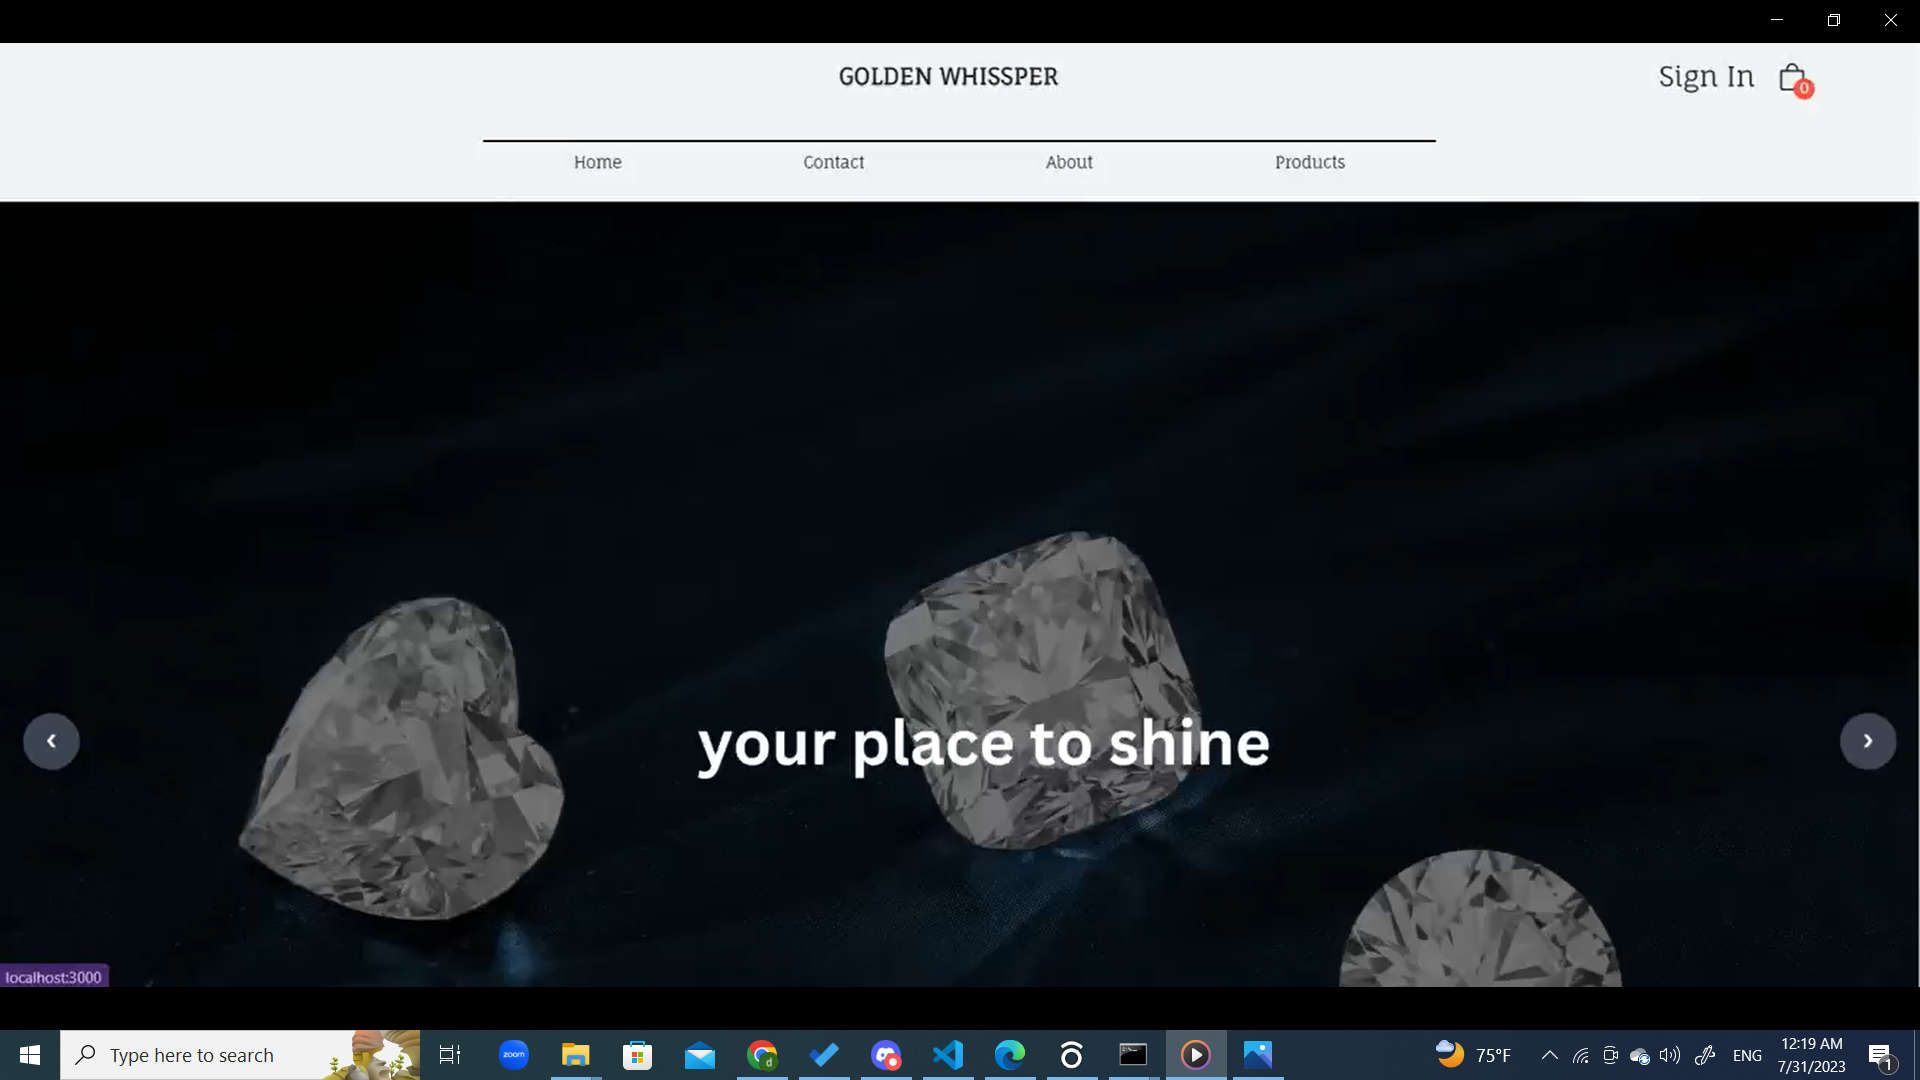 GOLDEN WHISSPER
Sign In
0
Home
Contact
About
Products
your place to shine
localhost:3000
Type here to search
zoom
d
75°F
ENG
12:19 AM
7/31/2023
1